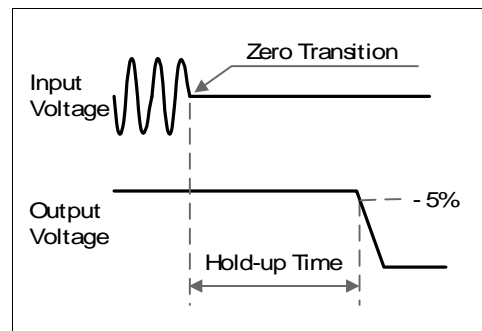 Zero Transition
Input
Voltage
- 5%
Output
Voltage
Hold-up Time